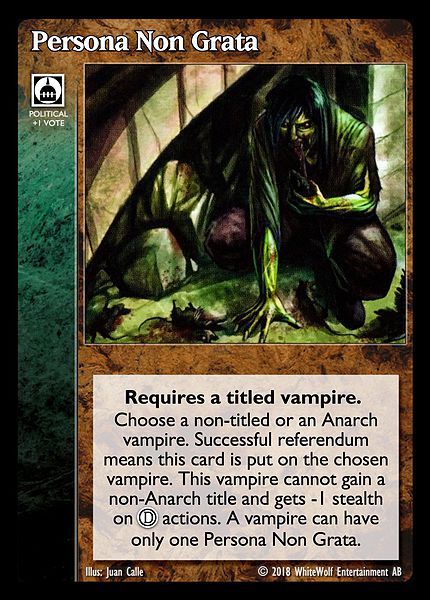 Persona Non Grata
POLITICAL
+1 VOTE
Requires a titled vampire.
Choose a non-titled or an Anarch
vampire. Successful referendum
means this card is put on the chosen
vampire. This vampire cannot gain a
non-Anarch title and gets -1 stealth
on Ⓓ actions. A vampire can have
only one Persona Non Grata.
Illus: Juan Calle
© 2018 WhiteWolf Entertainment AB